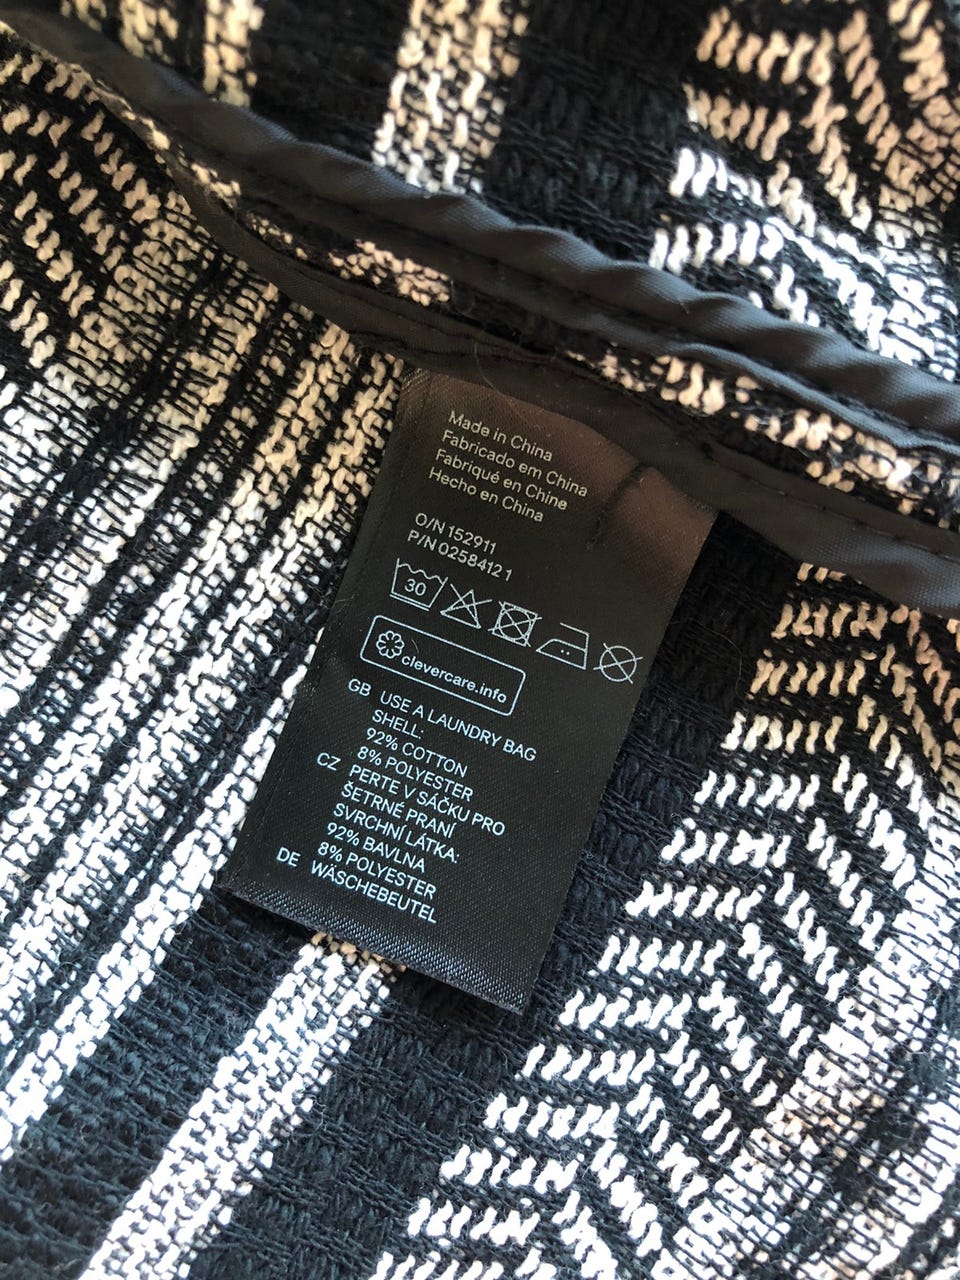 Made in China
Fabricado em China
Fabriqué en Chine
Hecho en China
O/N 152911
P/N 0258412 1
30
clevercare.info
GB USE A LAUNDRY BAG
SHELL:
92% COTTON
8% POLYESTER
CZ PERTE V SÁČKU PRO
ŠETRNÉ PRANÍ
SVRCHNÍ LÁTKA:
92% BAVLNA
8% POLYESTER
DE WÄSCHEBEUTEL